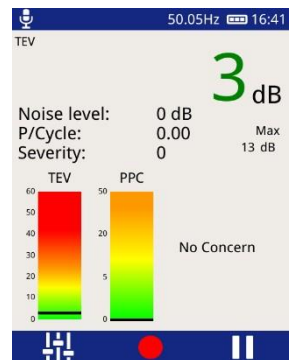 50.05Hz 16:41
TEV
3 dB
Noise level: 0 dB
P/Cycle: 0.00 Max
Severity: 0 13 dB
TEV PPC
60 50
50
40
30 20
20 5
10
0 0
No Concern